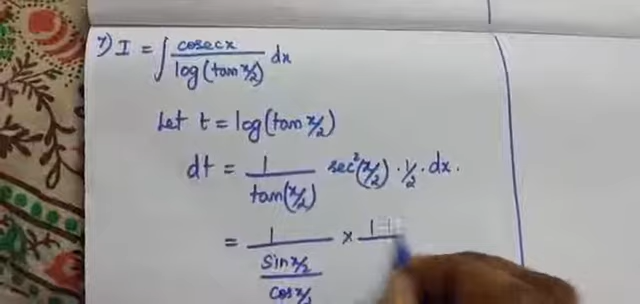 7) I = ∫ cosecx / log(tan x/2) dx
Let t = log(tan x/2)
dt = 1 / tan(x/2) sec²(x/2) · 1/2 · dx.
= 1 / (sin x/2 / cos x/2) × 1